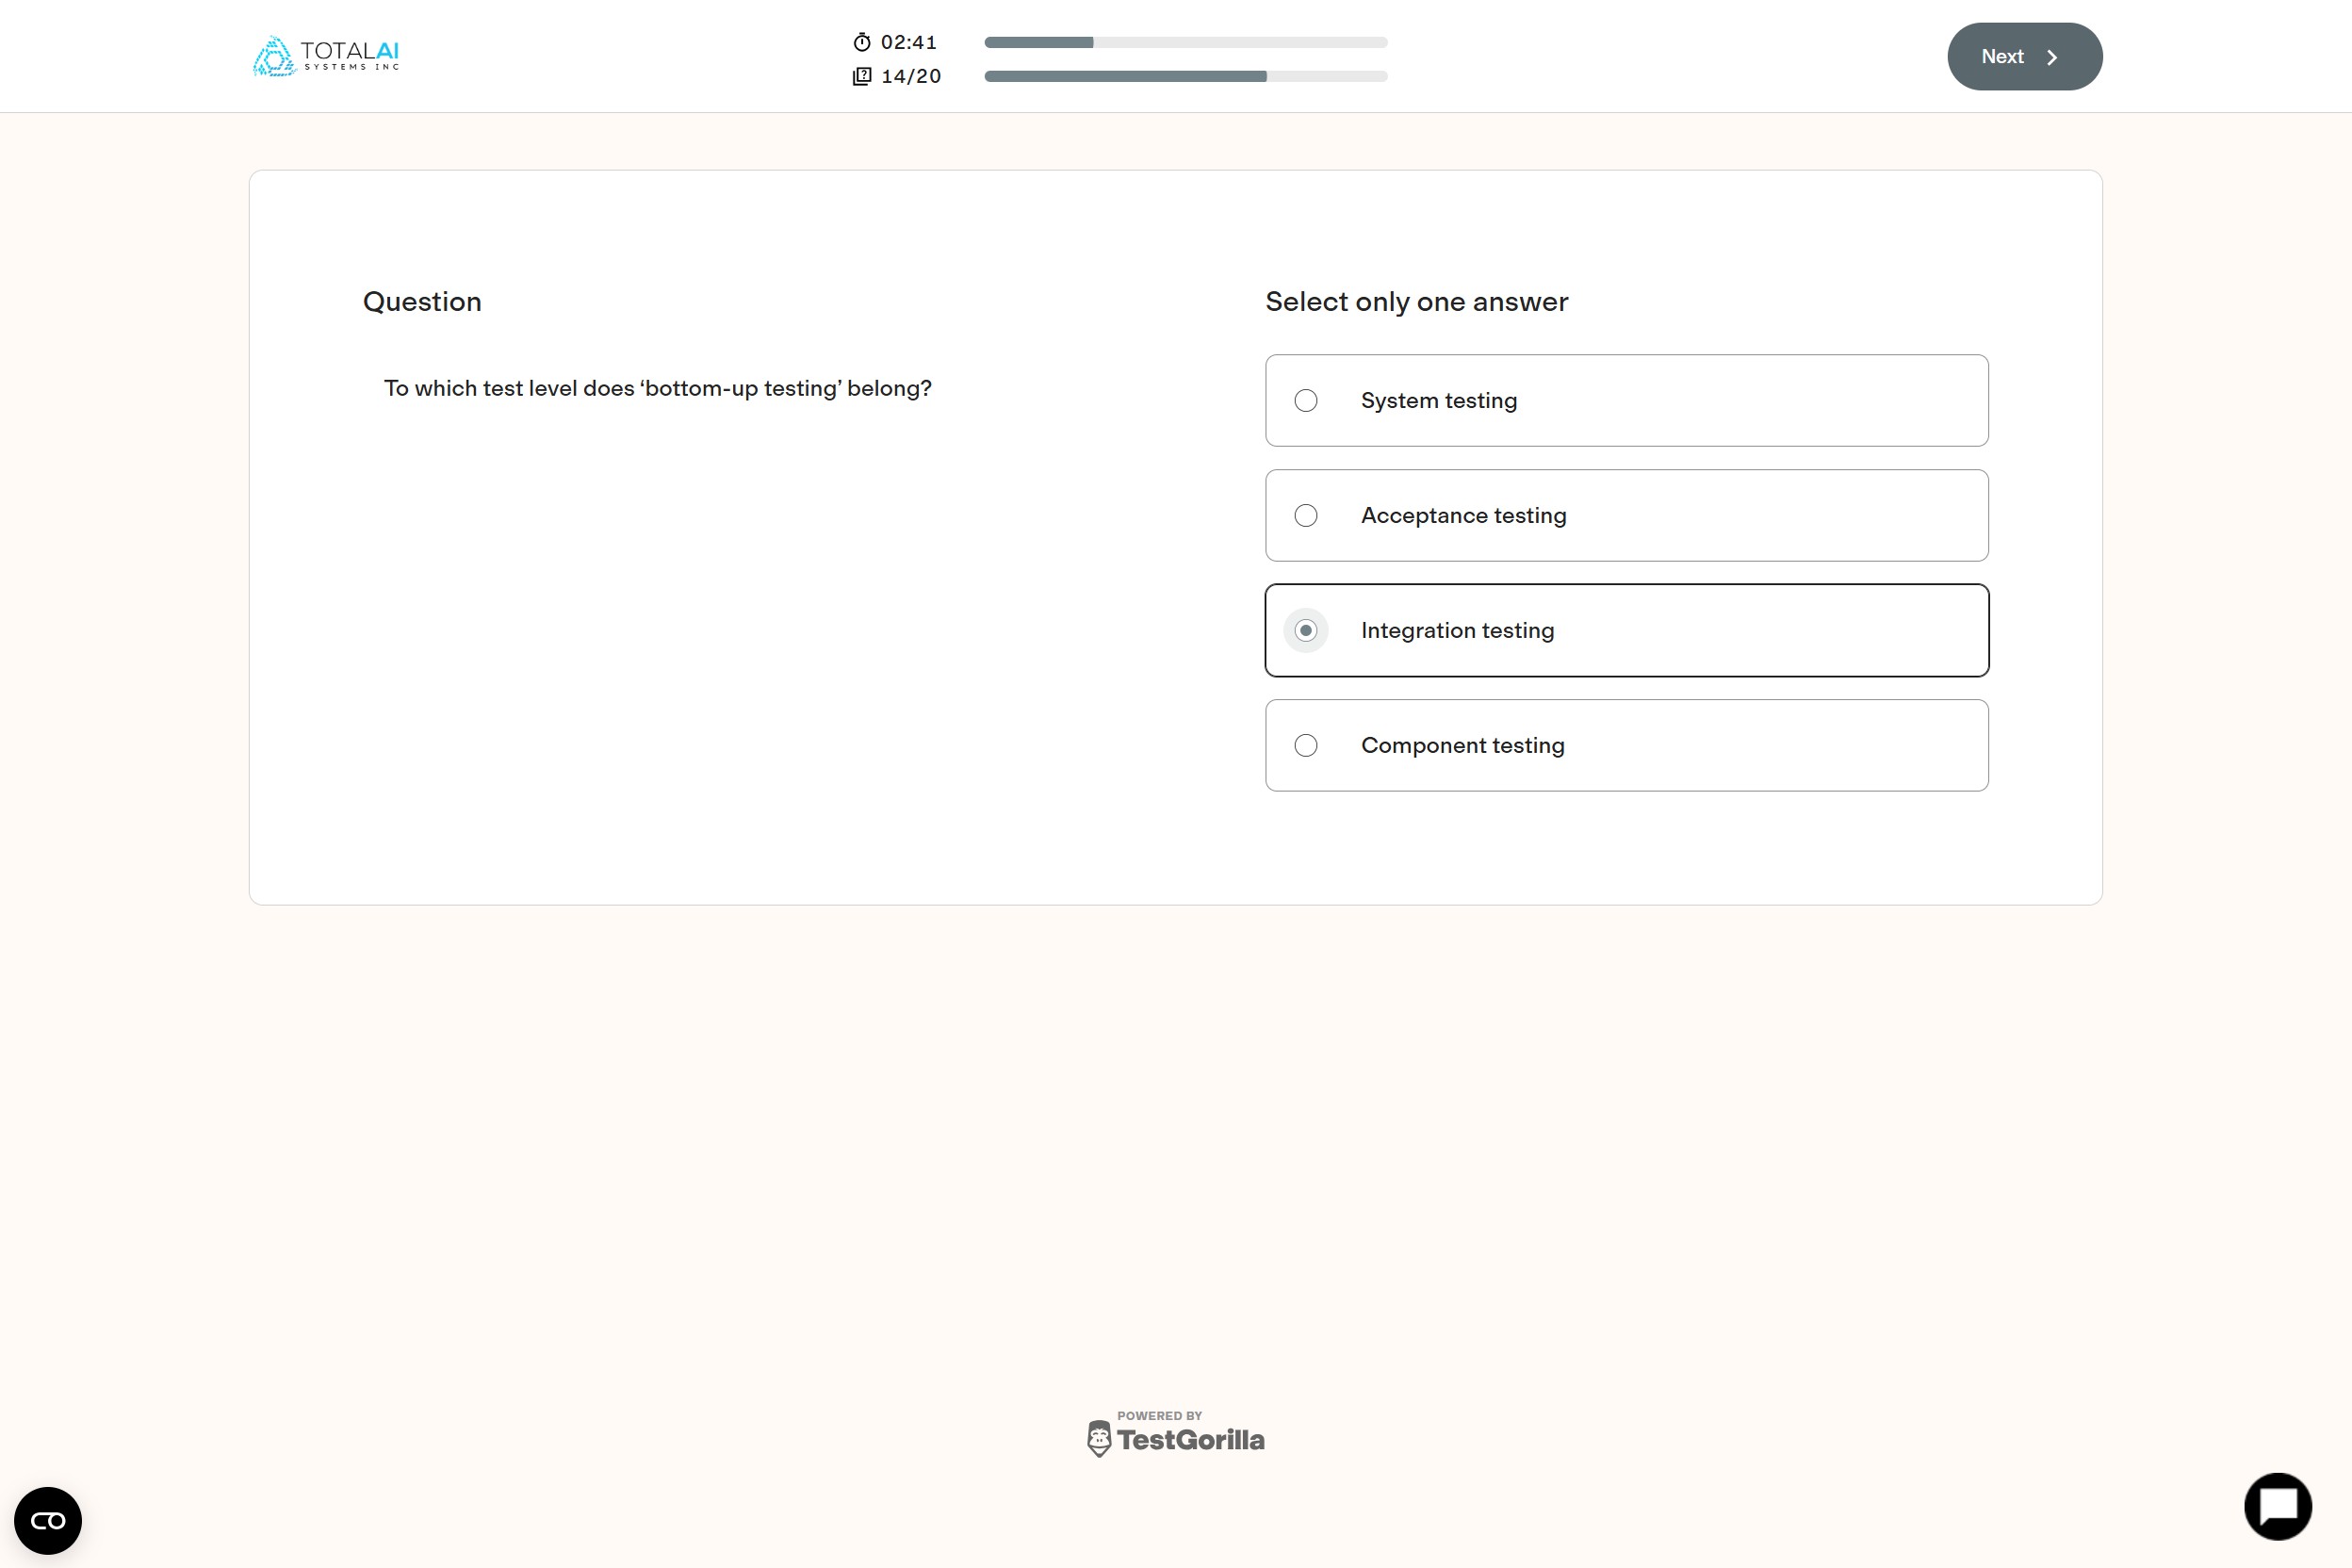 TOTALAI
SYSTEMS INC
02:41
14/20
Next
Question
To which test level does ‘bottom-up testing’ belong?
Select only one answer
System testing
Acceptance testing
Integration testing
Component testing
POWERED BY
TestGorilla